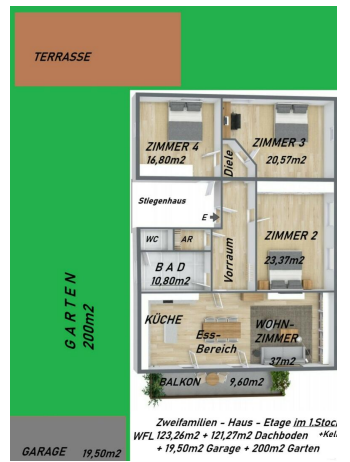 TERRASSE
ZIMMER 4
16,80m2
ZIMMER 3
20,57m2
Diele
Stiegenhaus
E
WC
AR
Vorraum
ZIMMER 2
23,37m2
BAD
10,80m2
GARTEN
200m2
KÜCHE
Ess-
Bereich
WOHN-
ZIMMER
37m2
BALKON 9,60m2
Zweifamilien - Haus - Etage im 1.Stock
WFL 123,26m2 + 121,27m2 Dachboden
+ 19,50m2 Garage + 200m2 Garten
GARAGE 19,50m2